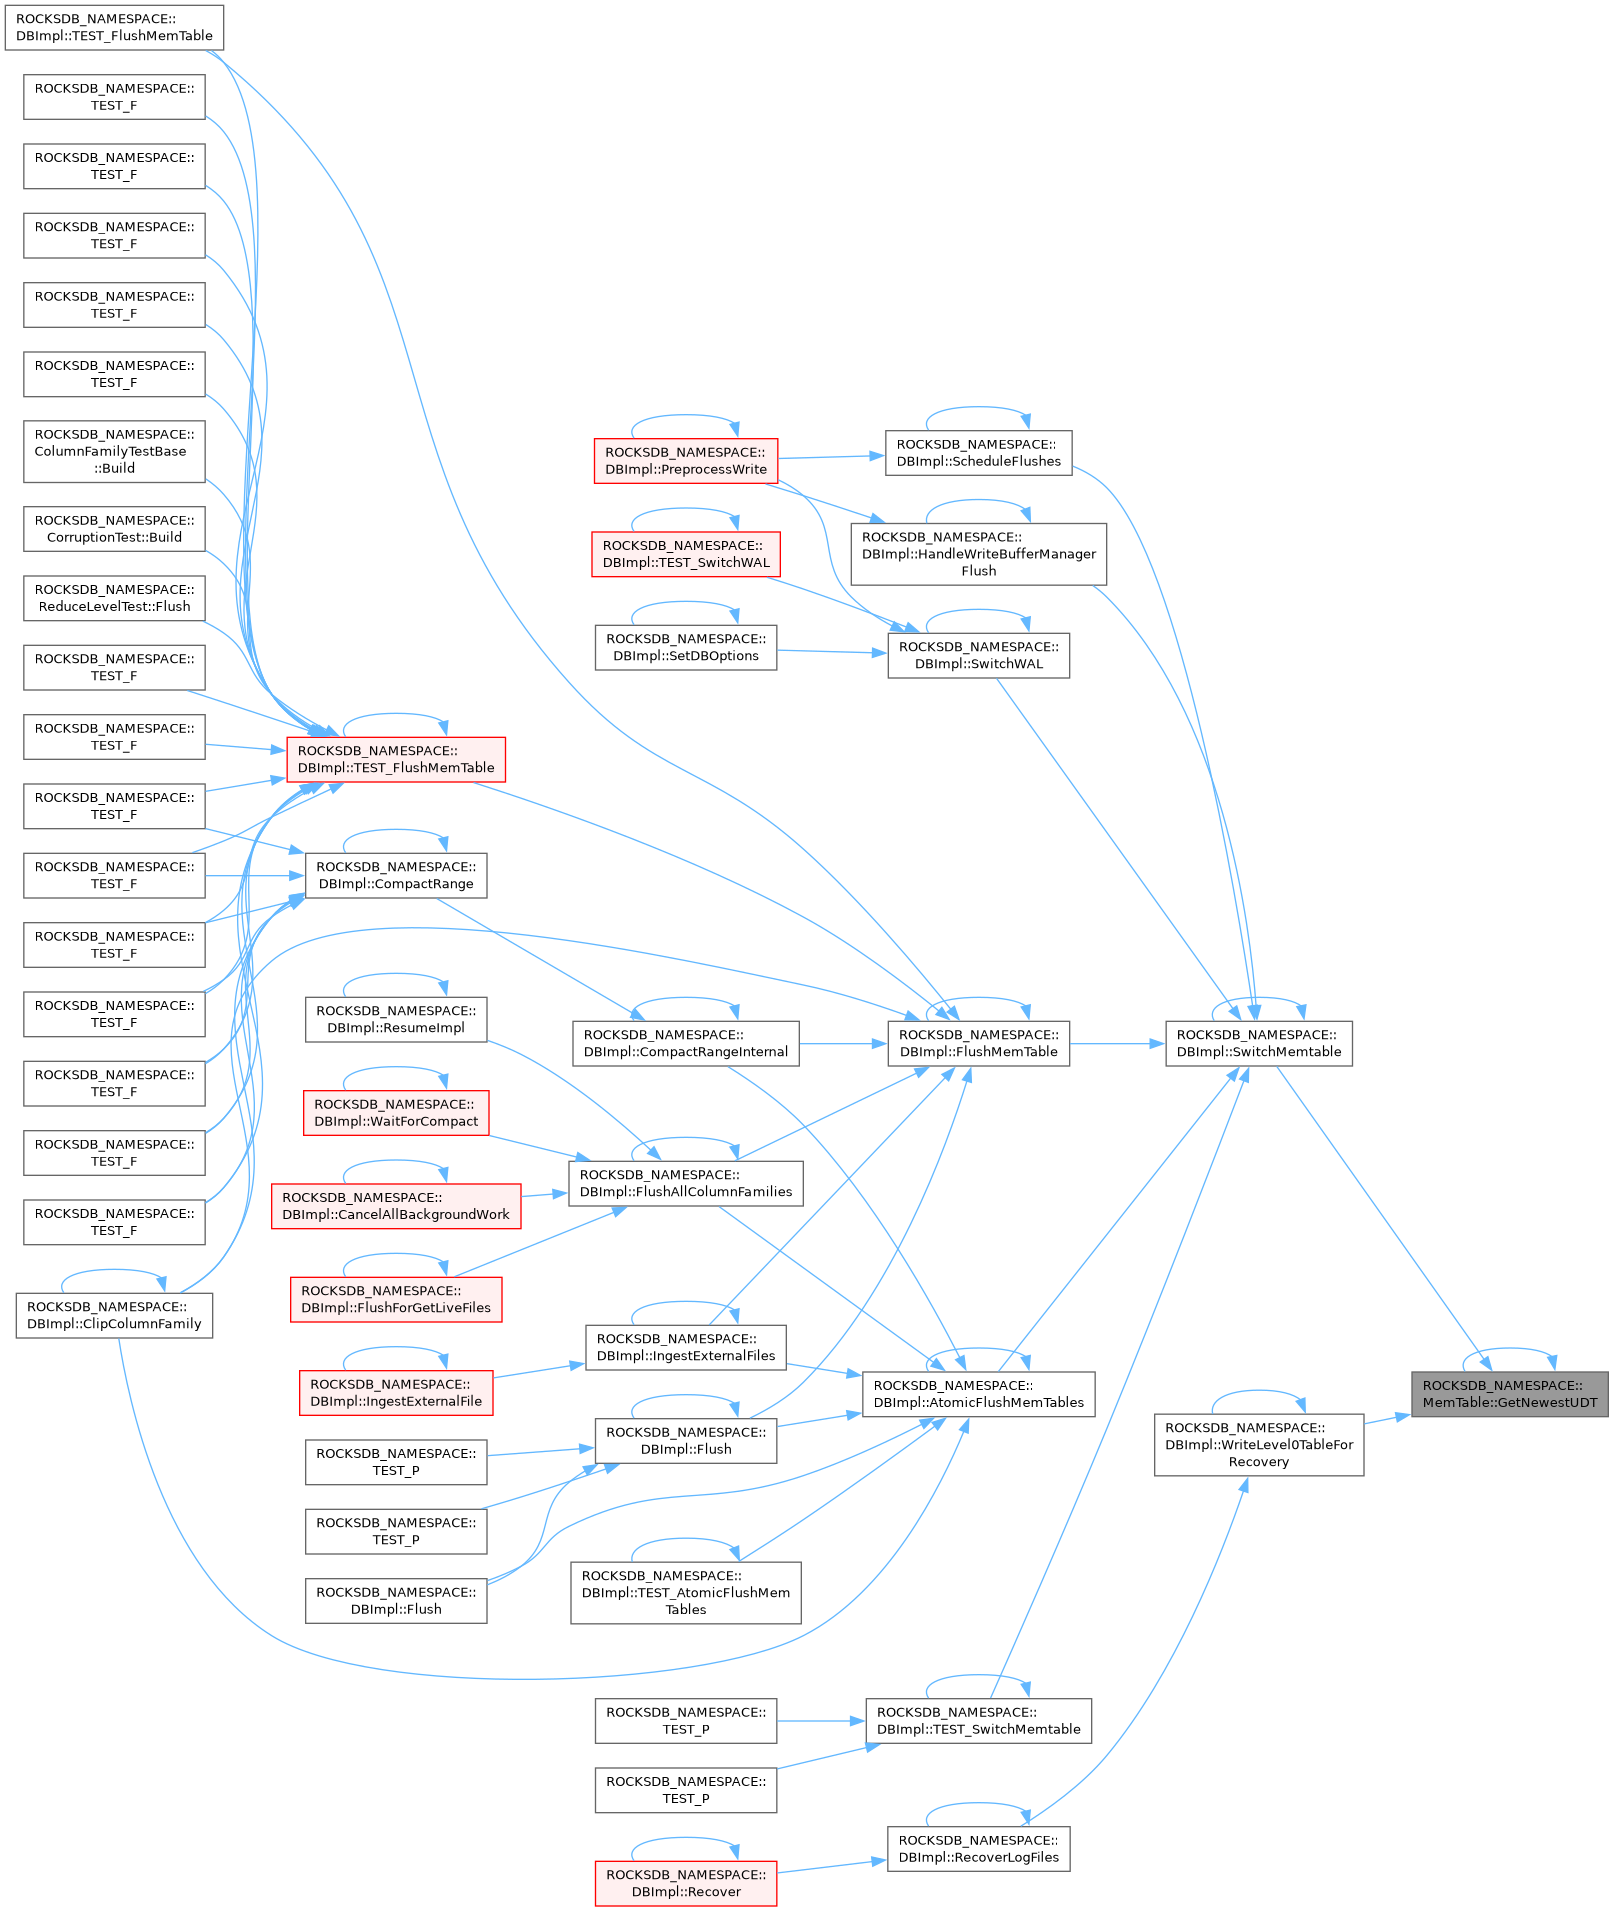 ROCKSDB_NAMESPACE::
DBImpl::TEST_FlushMemTable
ROCKSDB_NAMESPACE::
TEST_F
ROCKSDB_NAMESPACE::
TEST_F
ROCKSDB_NAMESPACE::
TEST_F
ROCKSDB_NAMESPACE::
TEST_F
ROCKSDB_NAMESPACE::
TEST_F
ROCKSDB_NAMESPACE::
ColumnFamilyTestBase
::Build
ROCKSDB_NAMESPACE::
CorruptionTest::Build
ROCKSDB_NAMESPACE::
ReduceLevelTest::Flush
ROCKSDB_NAMESPACE::
TEST_F
ROCKSDB_NAMESPACE::
TEST_F
ROCKSDB_NAMESPACE::
TEST_F
ROCKSDB_NAMESPACE::
TEST_F
ROCKSDB_NAMESPACE::
TEST_F
ROCKSDB_NAMESPACE::
TEST_F
ROCKSDB_NAMESPACE::
TEST_F
ROCKSDB_NAMESPACE::
TEST_F
ROCKSDB_NAMESPACE::
TEST_F
ROCKSDB_NAMESPACE::
DBImpl::ClipColumnFamily
ROCKSDB_NAMESPACE::
DBImpl::TEST_FlushMemTable
ROCKSDB_NAMESPACE::
DBImpl::CompactRange
ROCKSDB_NAMESPACE::
DBImpl::ResumeImpl
ROCKSDB_NAMESPACE::
DBImpl::WaitForCompact
ROCKSDB_NAMESPACE::
DBImpl::CancelAllBackgroundWork
ROCKSDB_NAMESPACE::
DBImpl::FlushForGetLiveFiles
ROCKSDB_NAMESPACE::
DBImpl::IngestExternalFile
ROCKSDB_NAMESPACE::
TEST_P
ROCKSDB_NAMESPACE::
TEST_P
ROCKSDB_NAMESPACE::
DBImpl::Flush
ROCKSDB_NAMESPACE::
DBImpl::PreprocessWrite
ROCKSDB_NAMESPACE::
DBImpl::TEST_SwitchWAL
ROCKSDB_NAMESPACE::
DBImpl::SetDBOptions
ROCKSDB_NAMESPACE::
DBImpl::CompactRangeInternal
ROCKSDB_NAMESPACE::
DBImpl::FlushAllColumnFamilies
ROCKSDB_NAMESPACE::
DBImpl::IngestExternalFiles
ROCKSDB_NAMESPACE::
DBImpl::Flush
ROCKSDB_NAMESPACE::
DBImpl::TEST_AtomicFlushMem
Tables
ROCKSDB_NAMESPACE::
TEST_P
ROCKSDB_NAMESPACE::
TEST_P
ROCKSDB_NAMESPACE::
DBImpl::Recover
ROCKSDB_NAMESPACE::
DBImpl::ScheduleFlushes
ROCKSDB_NAMESPACE::
DBImpl::HandleWriteBufferManager
Flush
ROCKSDB_NAMESPACE::
DBImpl::SwitchWAL
ROCKSDB_NAMESPACE::
DBImpl::FlushMemTable
ROCKSDB_NAMESPACE::
DBImpl::AtomicFlushMemTables
ROCKSDB_NAMESPACE::
DBImpl::TEST_SwitchMemtable
ROCKSDB_NAMESPACE::
DBImpl::RecoverLogFiles
ROCKSDB_NAMESPACE::
DBImpl::SwitchMemtable
ROCKSDB_NAMESPACE::
DBImpl::WriteLevel0TableFor
Recovery
ROCKSDB_NAMESPACE::
MemTable::GetNewestUDT